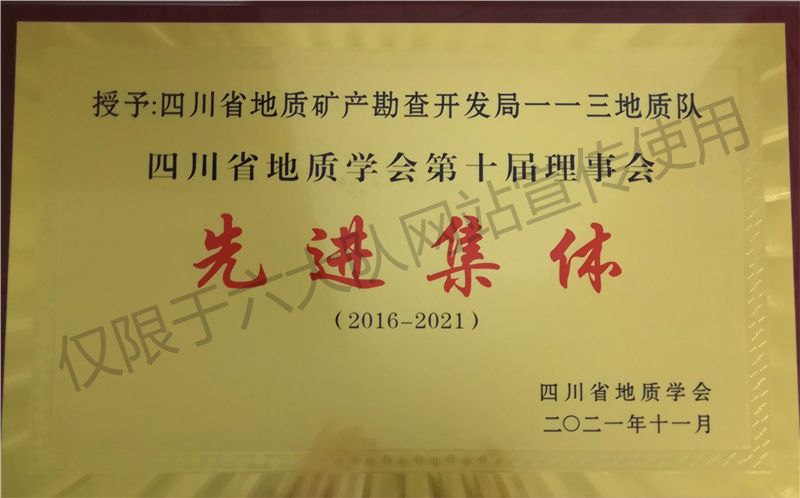 授予:四川省地质矿产勘查开发局一一三地质队
四川省地质学会第十届理事会
先进集体
(2016-2021)
四川省地质学会
二〇二一年十一月
仅限于六大队网站宣传使用